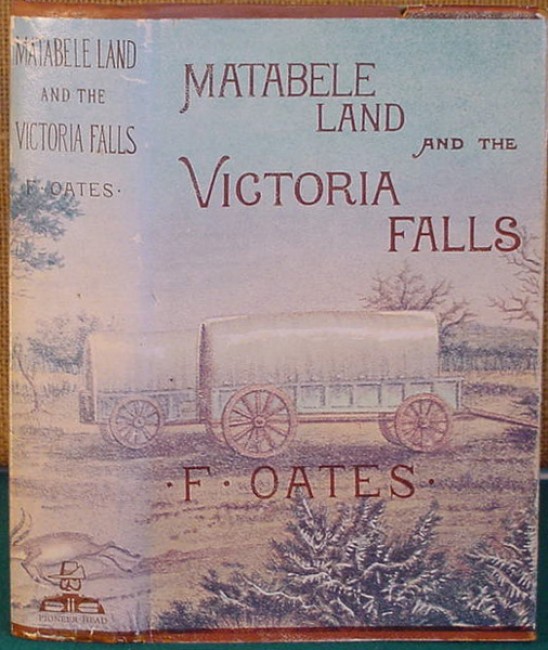 MATABELE LAND
AND THE
VICTORIA FALLS
F. OATES.
PIONEER HEAD
MATABELE
LAND AND THE
VICTORIA
FALLS
·F·OATES·